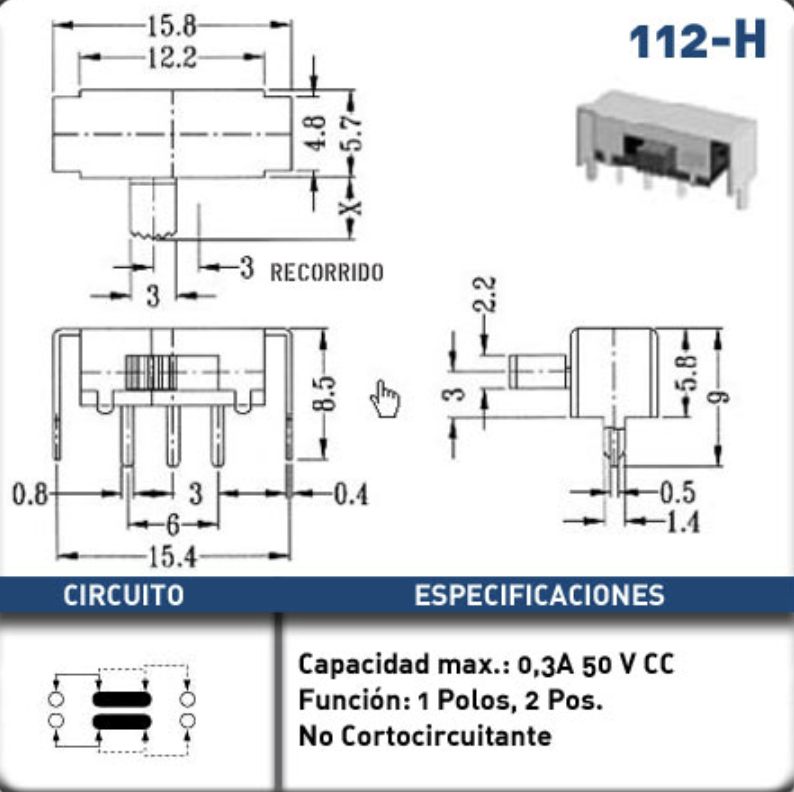 112-H
15.8
12.2
4.8
5.7
X
3 RECORRIDO
3
2.2
8.5
3
5.8
9
0.8
3
0.4
6
15.4
0.5
1.4
CIRCUITO
ESPECIFICACIONES
Capacidad max.: 0,3A 50 V CC
Función: 1 Polos, 2 Pos.
No Cortocircuitante